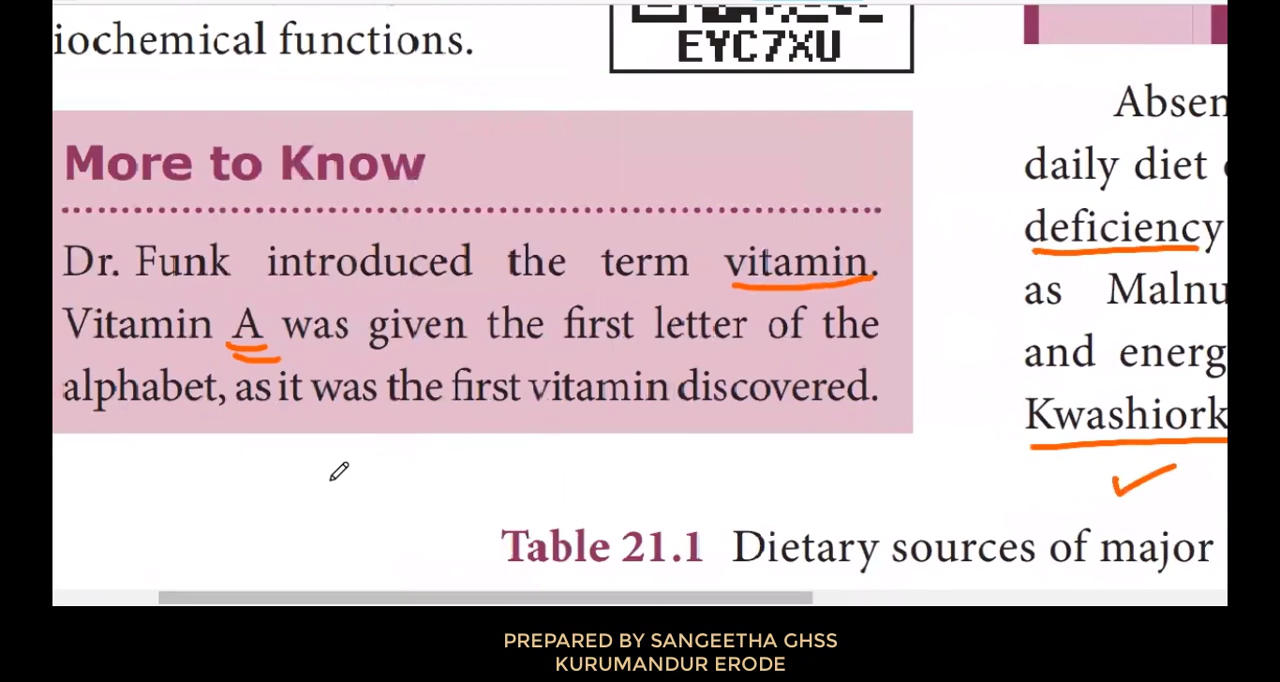 iochemical functions.
EYC7XU
More to Know
Dr. Funk introduced the term vitamin.
Vitamin A was given the first letter of the
alphabet, as it was the first vitamin discovered.
Absen
daily diet
deficiency
as Malnu
and energ
Kwashiork
Table 21.1 Dietary sources of major
PREPARED BY SANGEETHA GHSS
KURUMANDUR ERODE